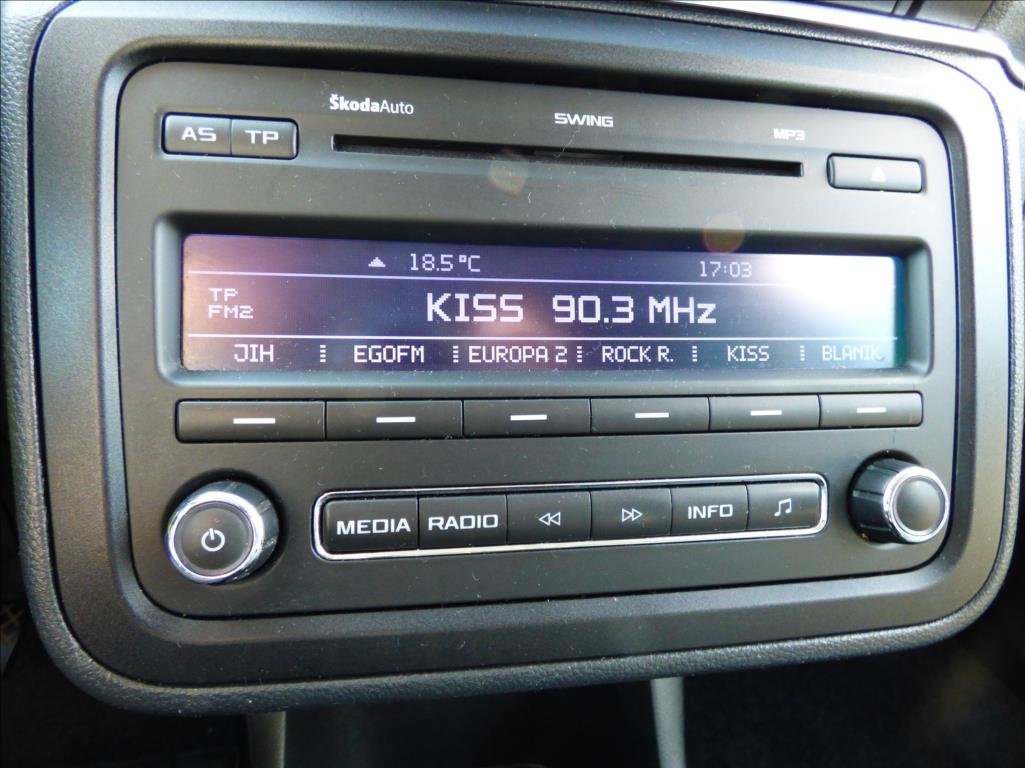 ŠkodaAuto
SWING
MP3
AS TP
18.5°C 17:03
TP
FM2
KISS 90.3 MHz
JIH EGOFM EUROPA 2 ROCK R. KISS BLANIK
MEDIA RADIO INFO